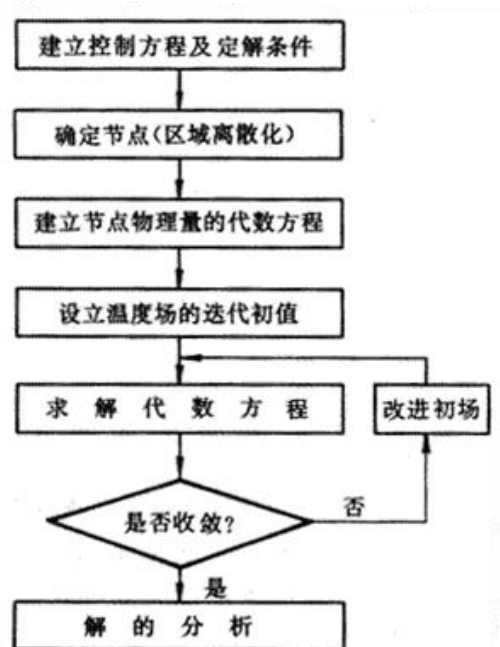 建立控制方程及定解条件
确定节点(区域离散化)
建立节点物理量的代数方程
设立温度场的迭代初值
求解代数方程
改进初场
是否收敛?
否
是
解的分析